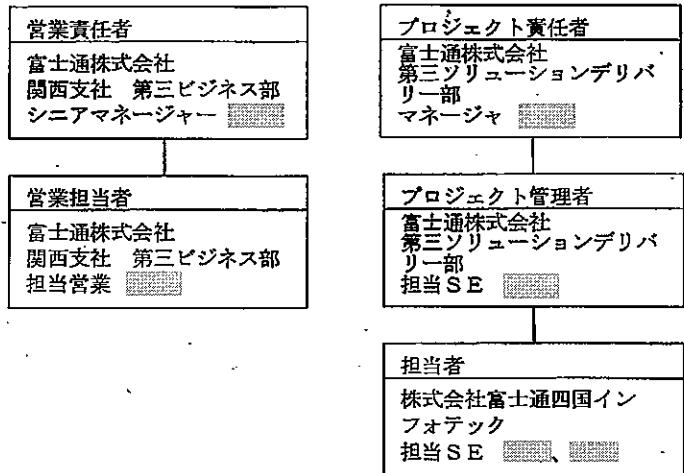 営業責任者
富士通株式会社
関西支社　第三ビジネス部
シニアマネージャー
営業担当者
富士通株式会社
関西支社　第三ビジネス部
担当営業
プロジェクト責任者
富士通株式会社
第三ソリューションデリバ
リー部
マネージャ
プロジェクト管理者
富士通株式会社
第三ソリューションデリバ
リー部
担当ＳＥ
担当者
株式会社富士通四国イン
フォテック
担当ＳＥ　、